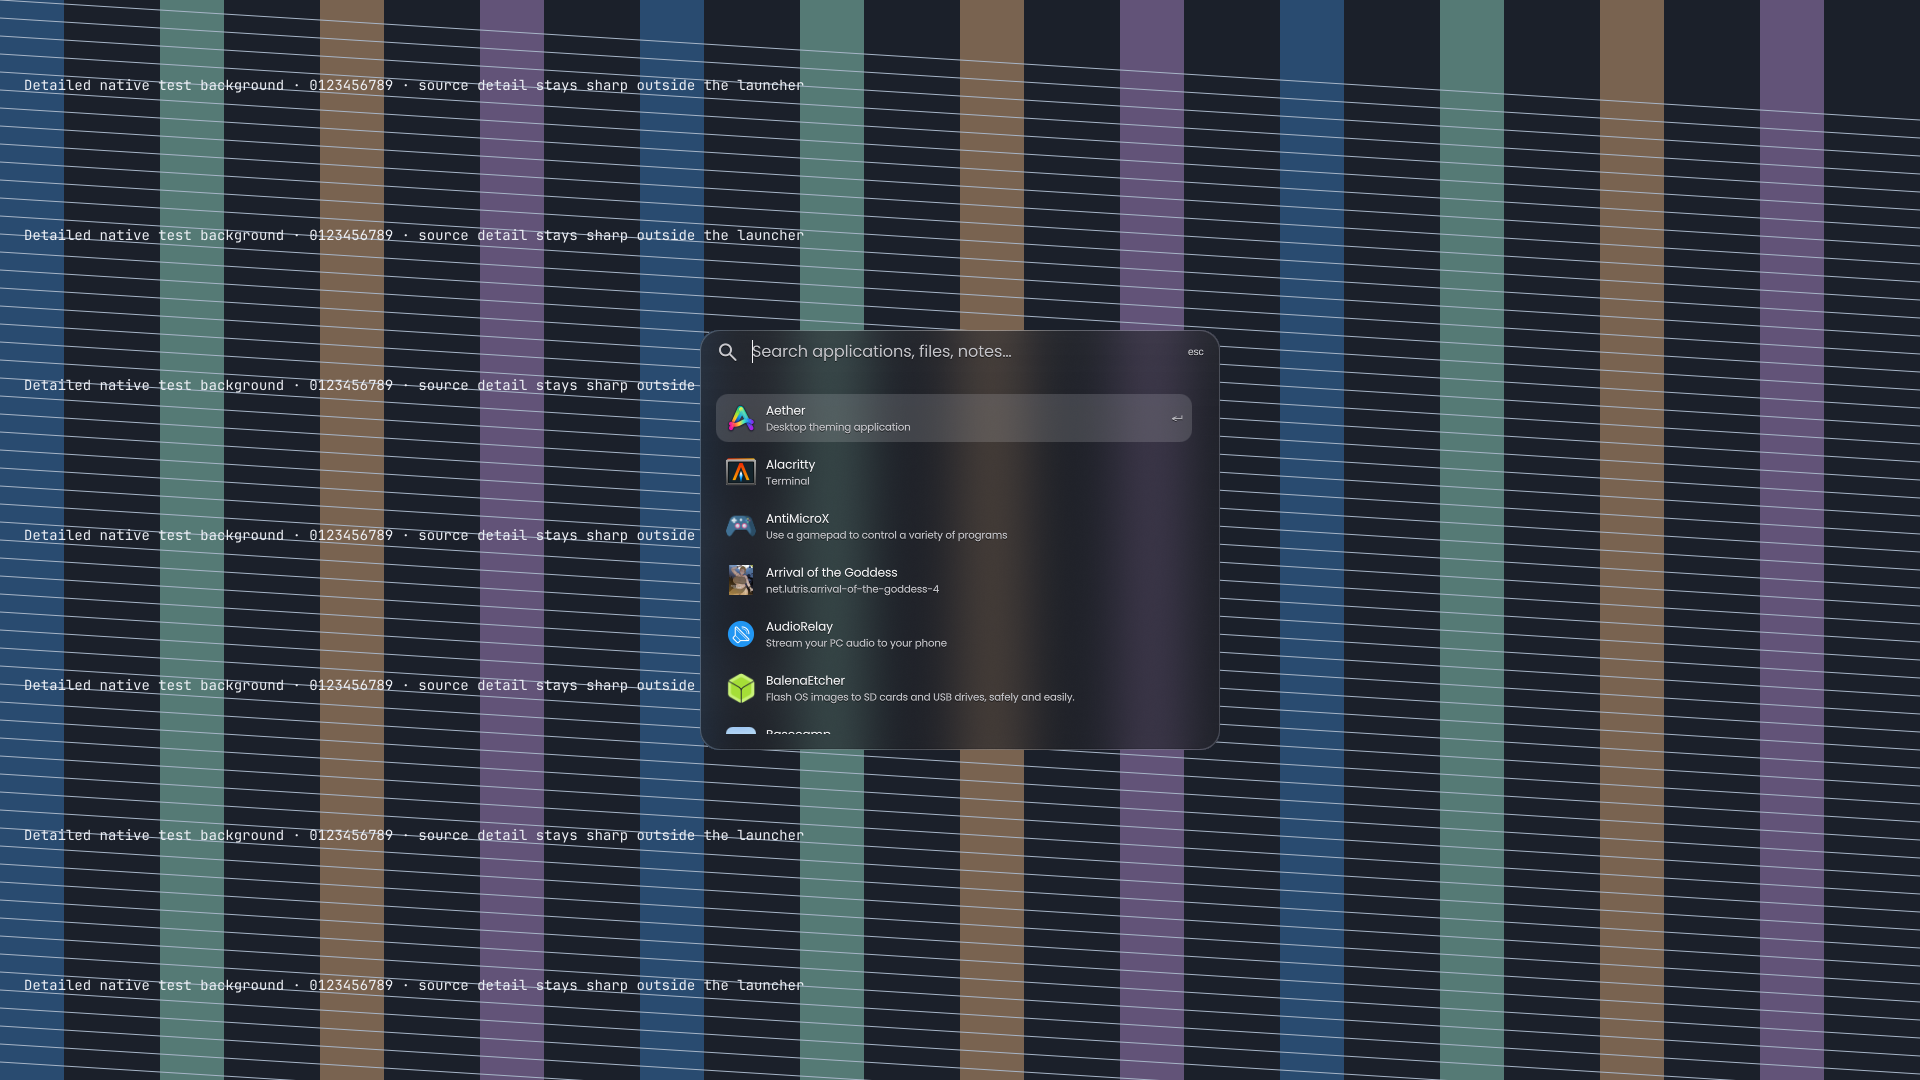 Detailed native test background · 0123456789 · source detail stays sharp outside the launcher
Detailed native test background · 0123456789 · source detail stays sharp outside the launcher
Search applications, files, notes...
esc
Detailed native test background · 0123456789 · source detail stays sharp outside
Aether
Desktop theming application
Alacritty
Terminal
AntiMicroX
Use a gamepad to control a variety of programs
Detailed native test background · 0123456789 · source detail stays sharp outside
Arrival of the Goddess
net.lutris.arrival-of-the-goddess-4
AudioRelay
Stream your PC audio to your phone
BalenaEtcher
Flash OS images to SD cards and USB drives, safely and easily.
Detailed native test background · 0123456789 · source detail stays sharp outside
Basecamp
Detailed native test background · 0123456789 · source detail stays sharp outside the launcher
Detailed native test background · 0123456789 · source detail stays sharp outside the launcher